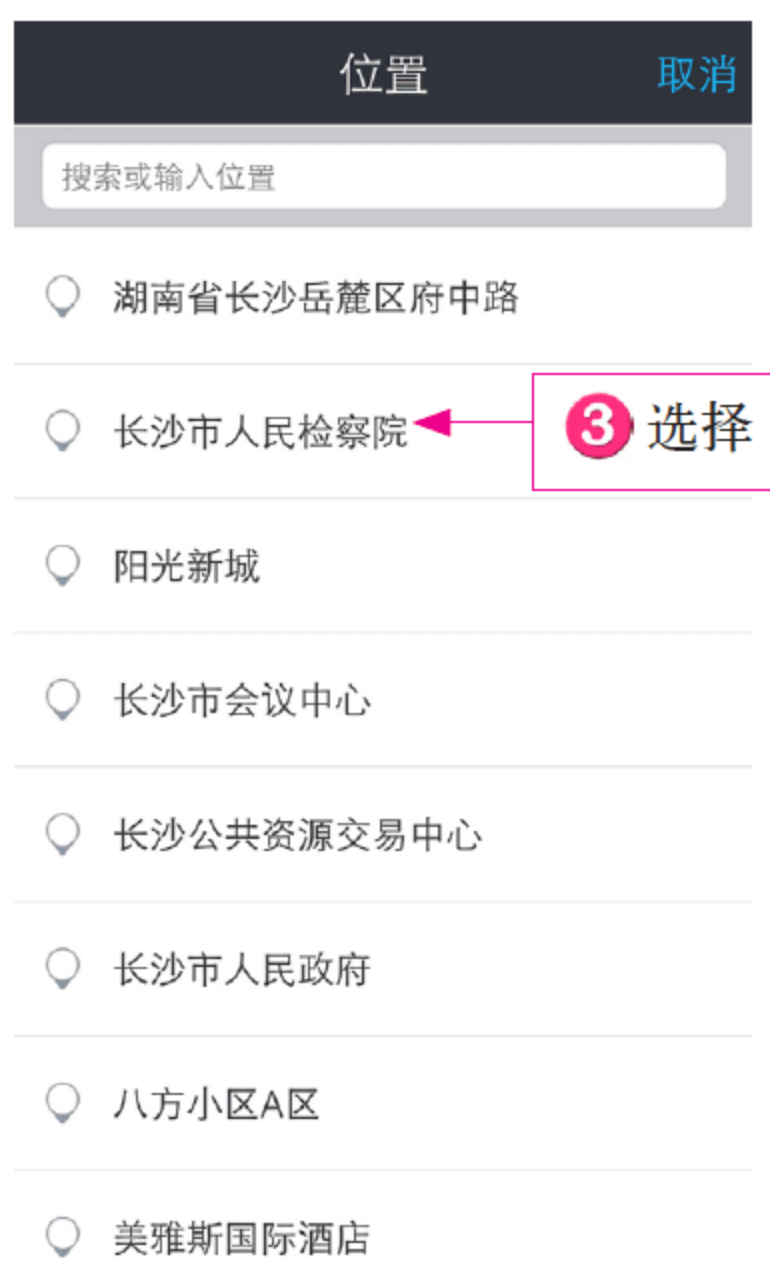 位置 取消
搜索或输入位置
湖南省长沙岳麓区府中路
长沙市人民检察院
3 选择
阳光新城
长沙市会议中心
长沙公共资源交易中心
长沙市人民政府
八方小区A区
美雅斯国际酒店